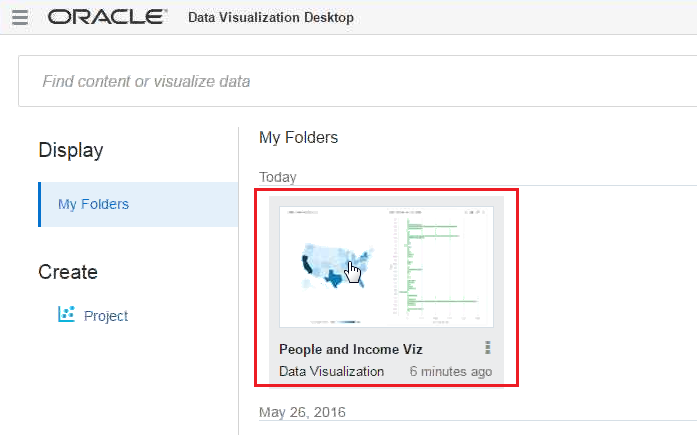 ORACLE Data Visualization Desktop
Find content or visualize data
Display
My Folders
Create
Project
My Folders
Today
People and Income Viz
Data Visualization 6 minutes ago
May 26, 2016